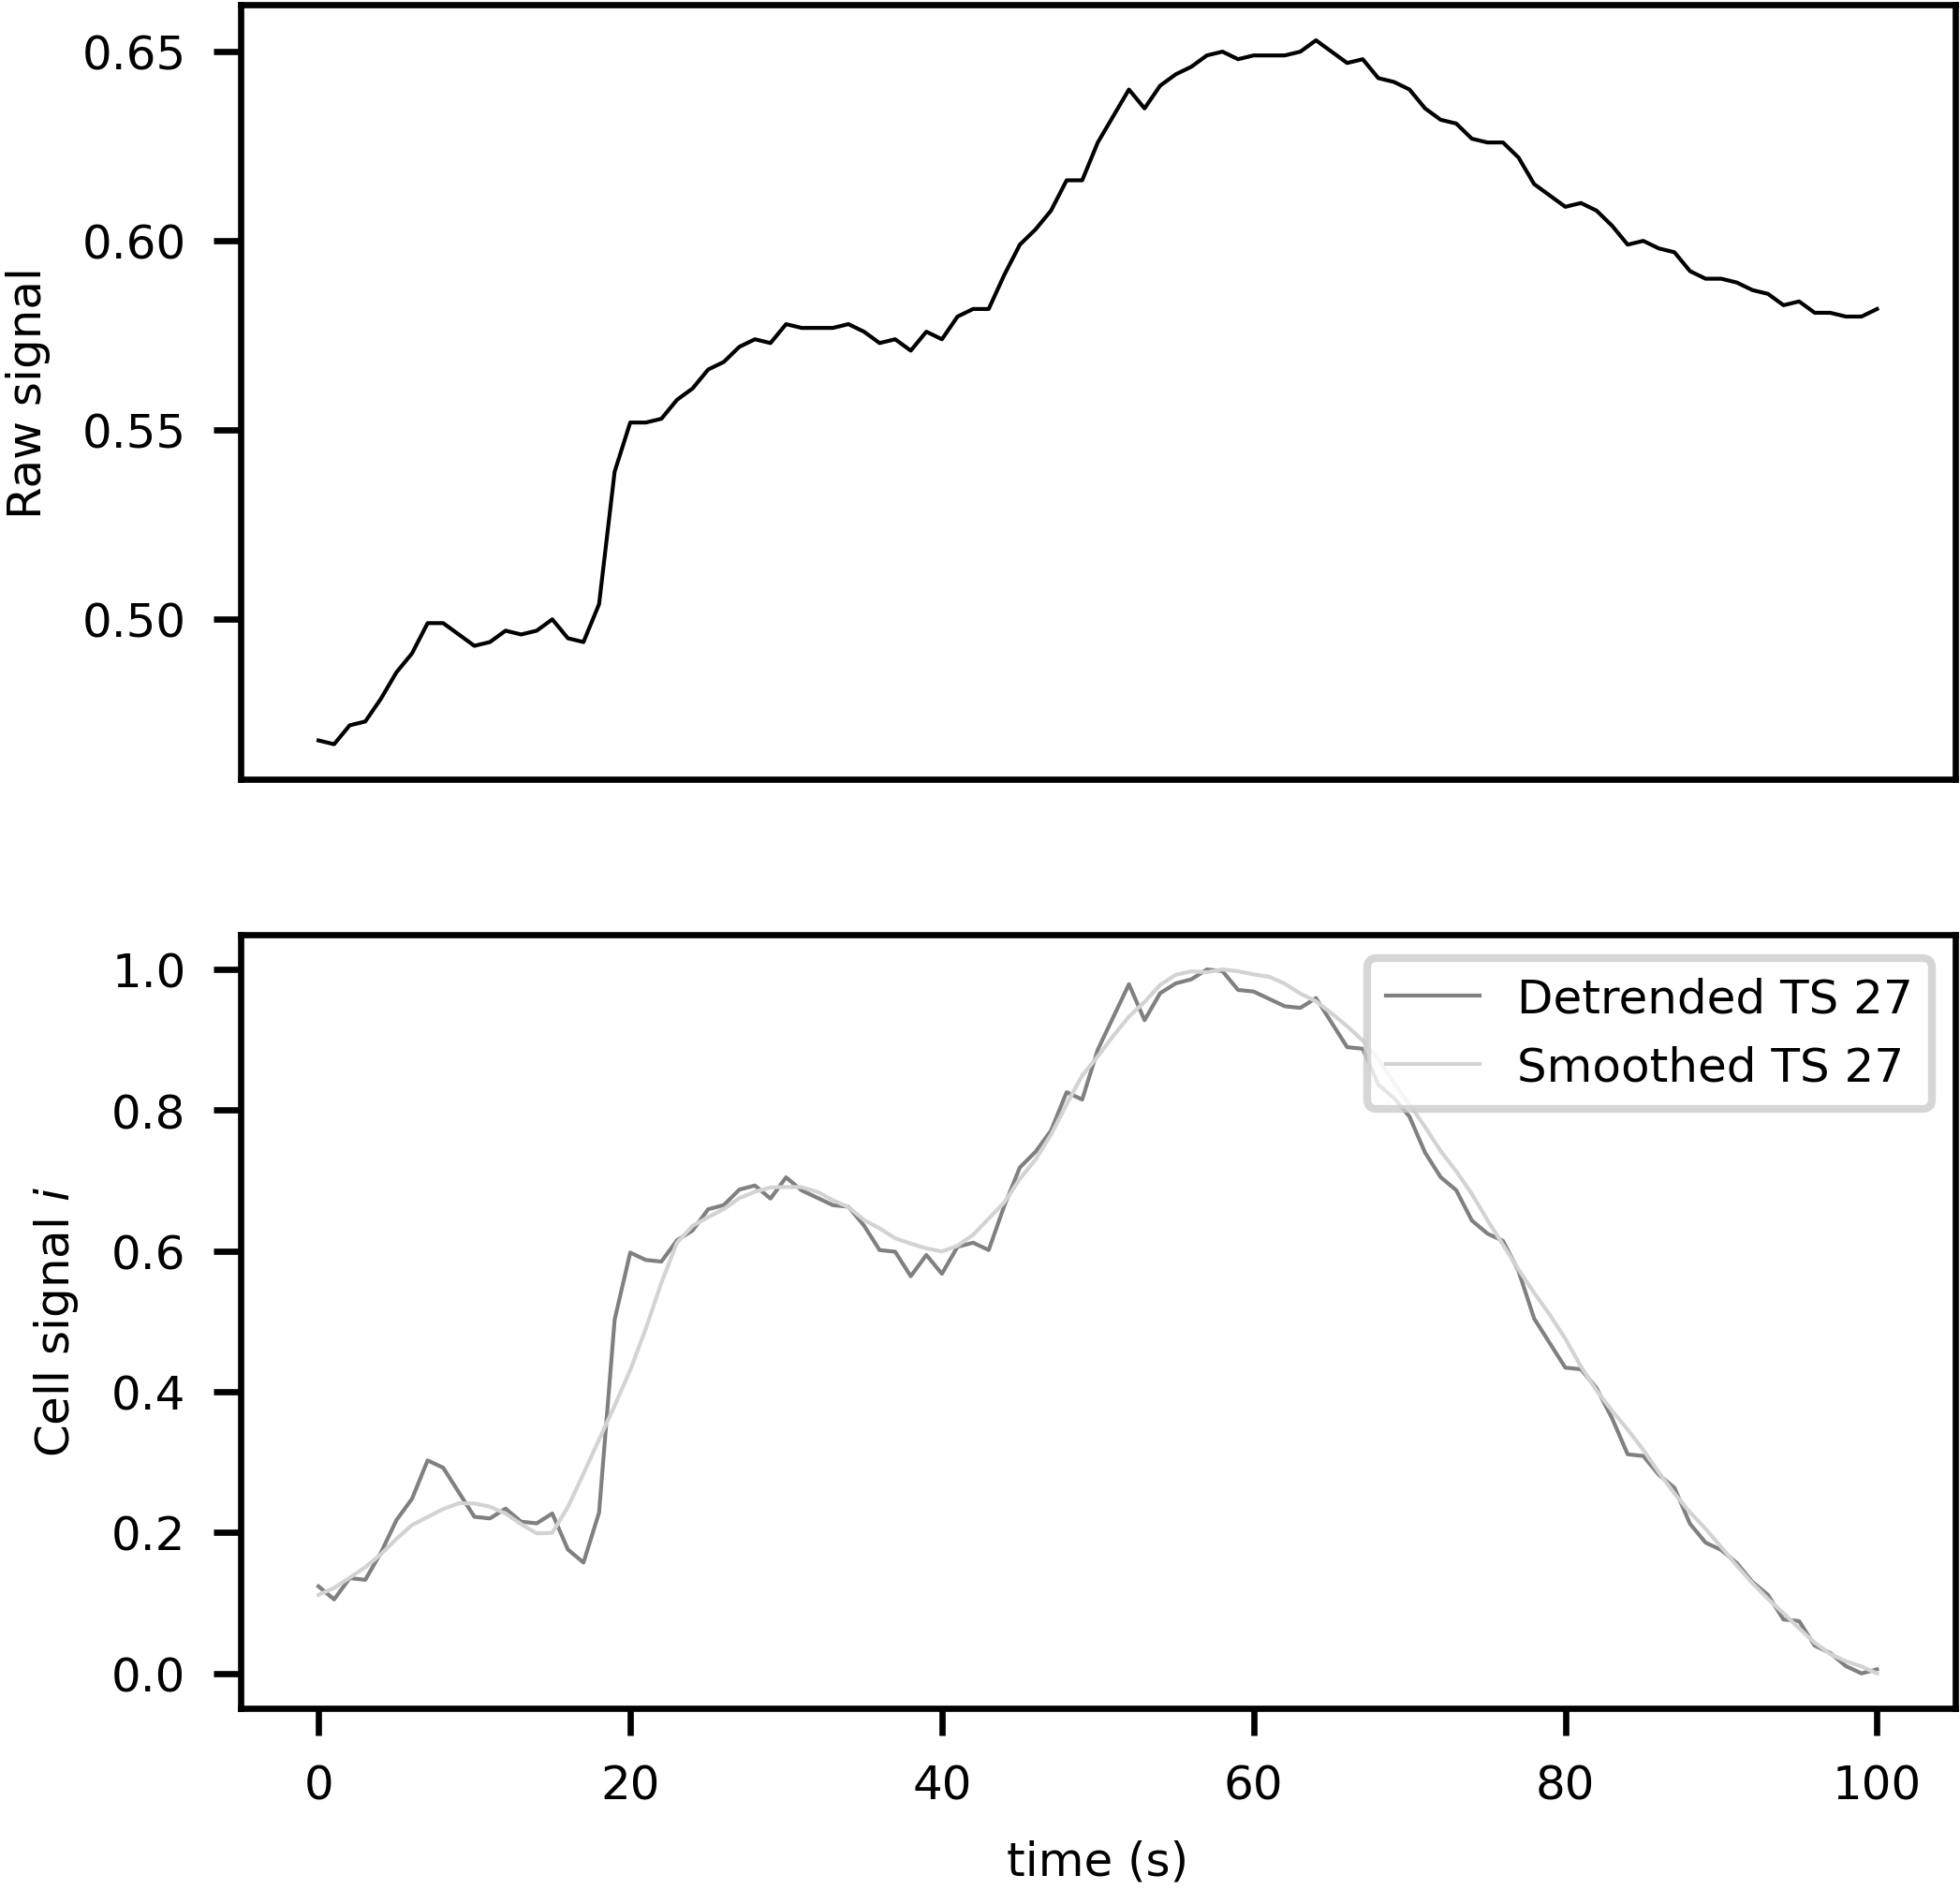 0.65
0.60
0.55
0.50
Raw signal
1.0
0.8
0.6
0.4
0.2
0.0
Cell signal i
Detrended TS 27
Smoothed TS 27
0 20 40 60 80 100
time (s)